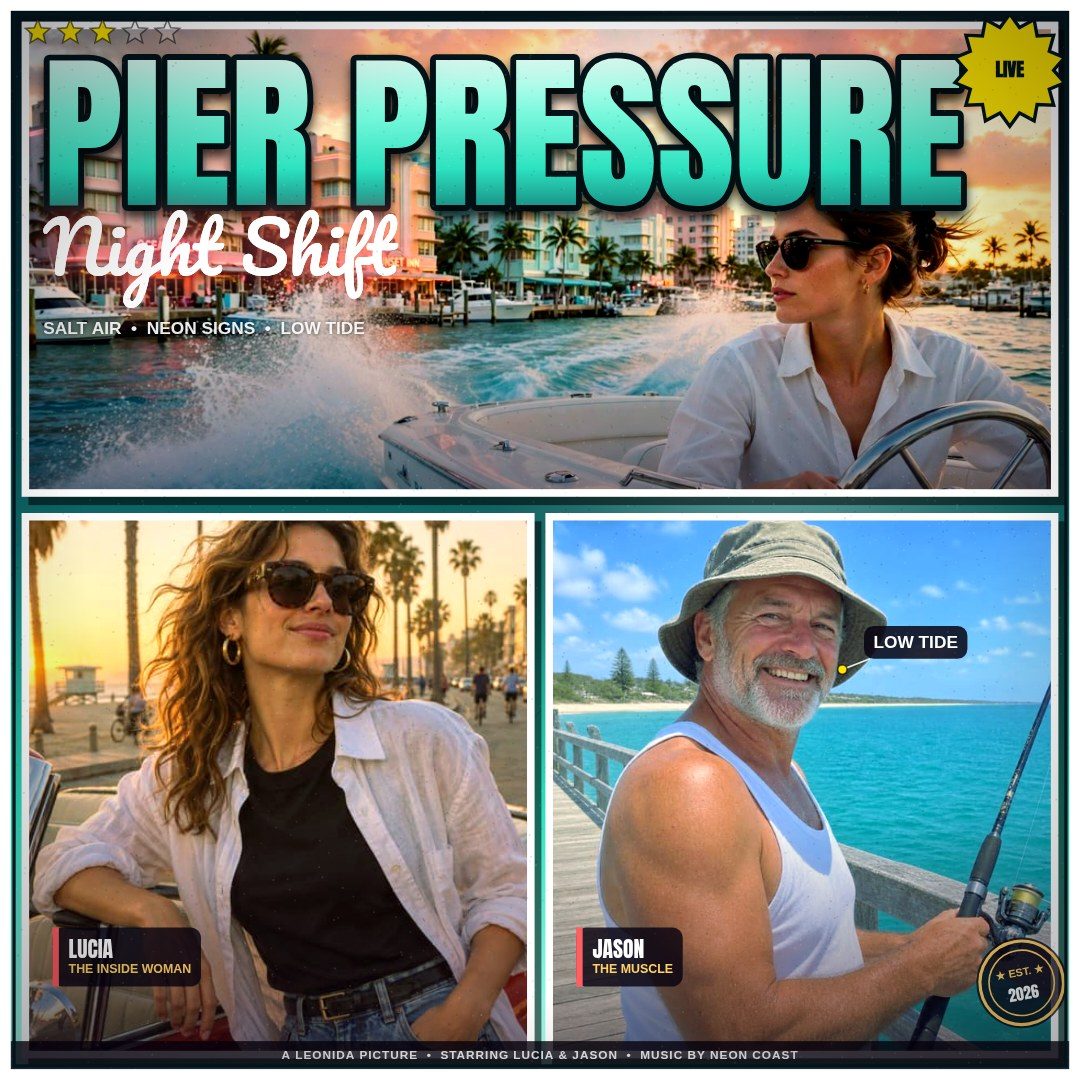 LIVE
PIER PRESSURE
Night Shift
SALT AIR • NEON SIGNS • LOW TIDE
LOW TIDE
LUCIA
THE INSIDE WOMAN
JASON
THE MUSCLE
★ EST. ★
2026
A LEONIDA PICTURE • STARRING LUCIA & JASON • MUSIC BY NEON COAST